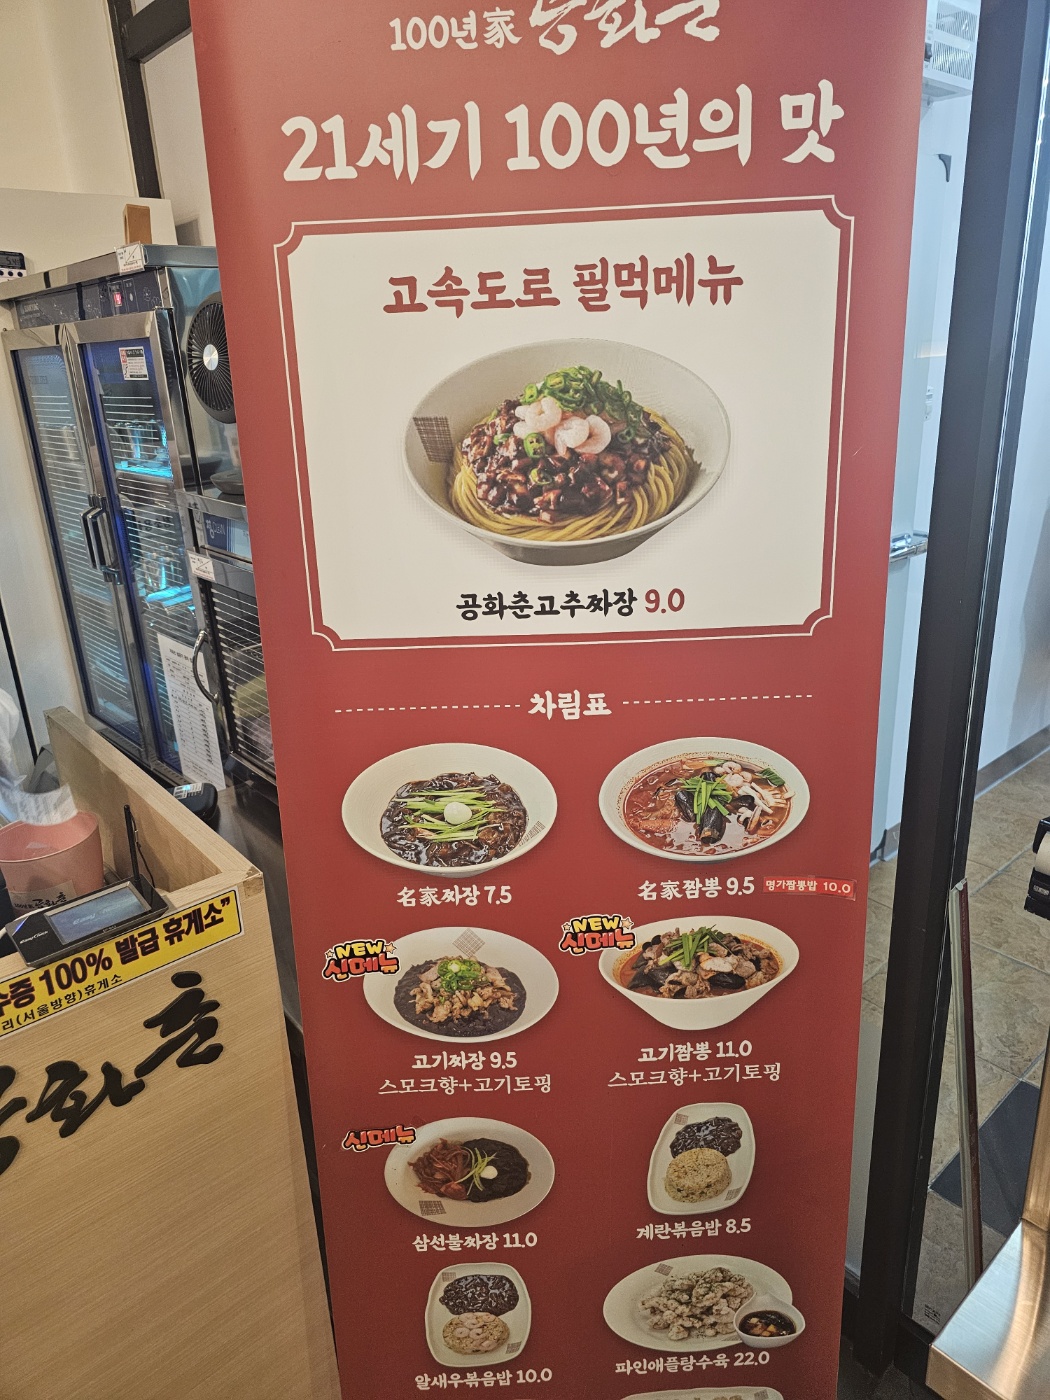 100년家 공화춘
21세기 100년의 맛
고속도로 필먹메뉴
공화춘고추짜장 9.0
차림표
名家짜장 7.5
名家짬뽕 9.5
명가짬뽕밥 10.0
NEW
신메뉴
NEW
신메뉴
고기짜장 9.5
스모크향+고기토핑
고기짬뽕 11.0
스모크향+고기토핑
신메뉴
삼선불짜장 11.0
계란볶음밥 8.5
알새우볶음밥 10.0
파인애플탕수육 22.0
수증 100% 발급 휴게소”
리(서울방향)휴게소
화춘